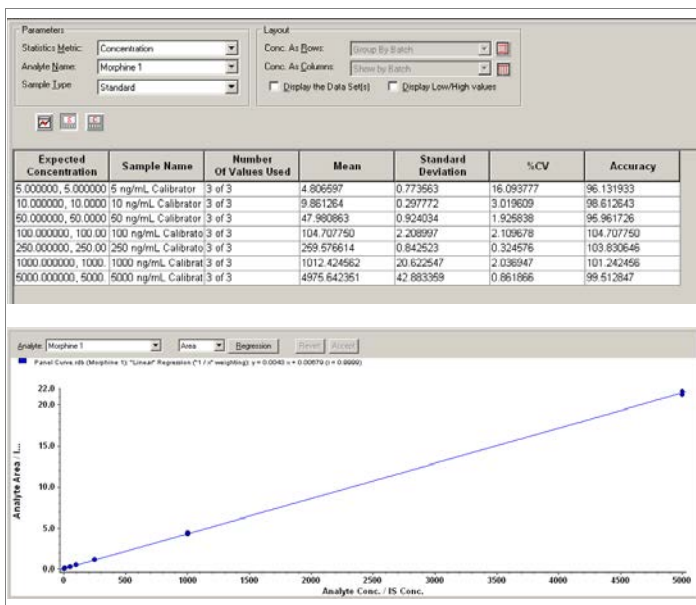 Parameters
Statistics Metric: Concentration
Analyte Name: Morphine 1
Sample Type Standard
Layout
Conc. As Rows: Group By Batch
Conc. As Columns: Show by Batch
Display the Data Set(s) Display Low/High values
Expected Concentration Sample Name Number Of Values Used Mean Standard Deviation %CV Accuracy
5.000000, 5.000000 5 ng/mL Calibrator 3 of 3 4.806597 0.773563 16.093777 96.131933
10.000000, 10.0000 10 ng/mL Calibrator 3 of 3 9.861264 0.297772 3.019609 98.612643
50.000000, 50.0000 50 ng/mL Calibrator 3 of 3 47.980863 0.924034 1.925838 95.961726
100.000000, 100.00 100 ng/mL Calibrato 3 of 3 104.707750 2.208997 2.109678 104.707750
250.000000, 250.00 250 ng/mL Calibrato 3 of 3 259.576614 0.842523 0.324576 103.830646
1000.000000, 1000. 1000 ng/mL Calibrat 3 of 3 1012.424562 20.622547 2.036947 101.242456
5000.000000, 5000. 5000 ng/mL Calibrat 3 of 3 4975.642351 42.883359 0.861866 99.512847
Analyte: Morphine 1 Area Regression Revert Accept
Panel Curve.rdb (Morphine 1): "Linear" Regression ("1 / x" weighting): y = 0.0043 x + 0.00679 (r = 0.9999)
22.0
20.0
15.0
10.0
5.0
0.0
Analyte Area / I...
0 500 1000 1500 2000 2500 3000 3500 4000 4500 5000
Analyte Conc. / IS Conc.